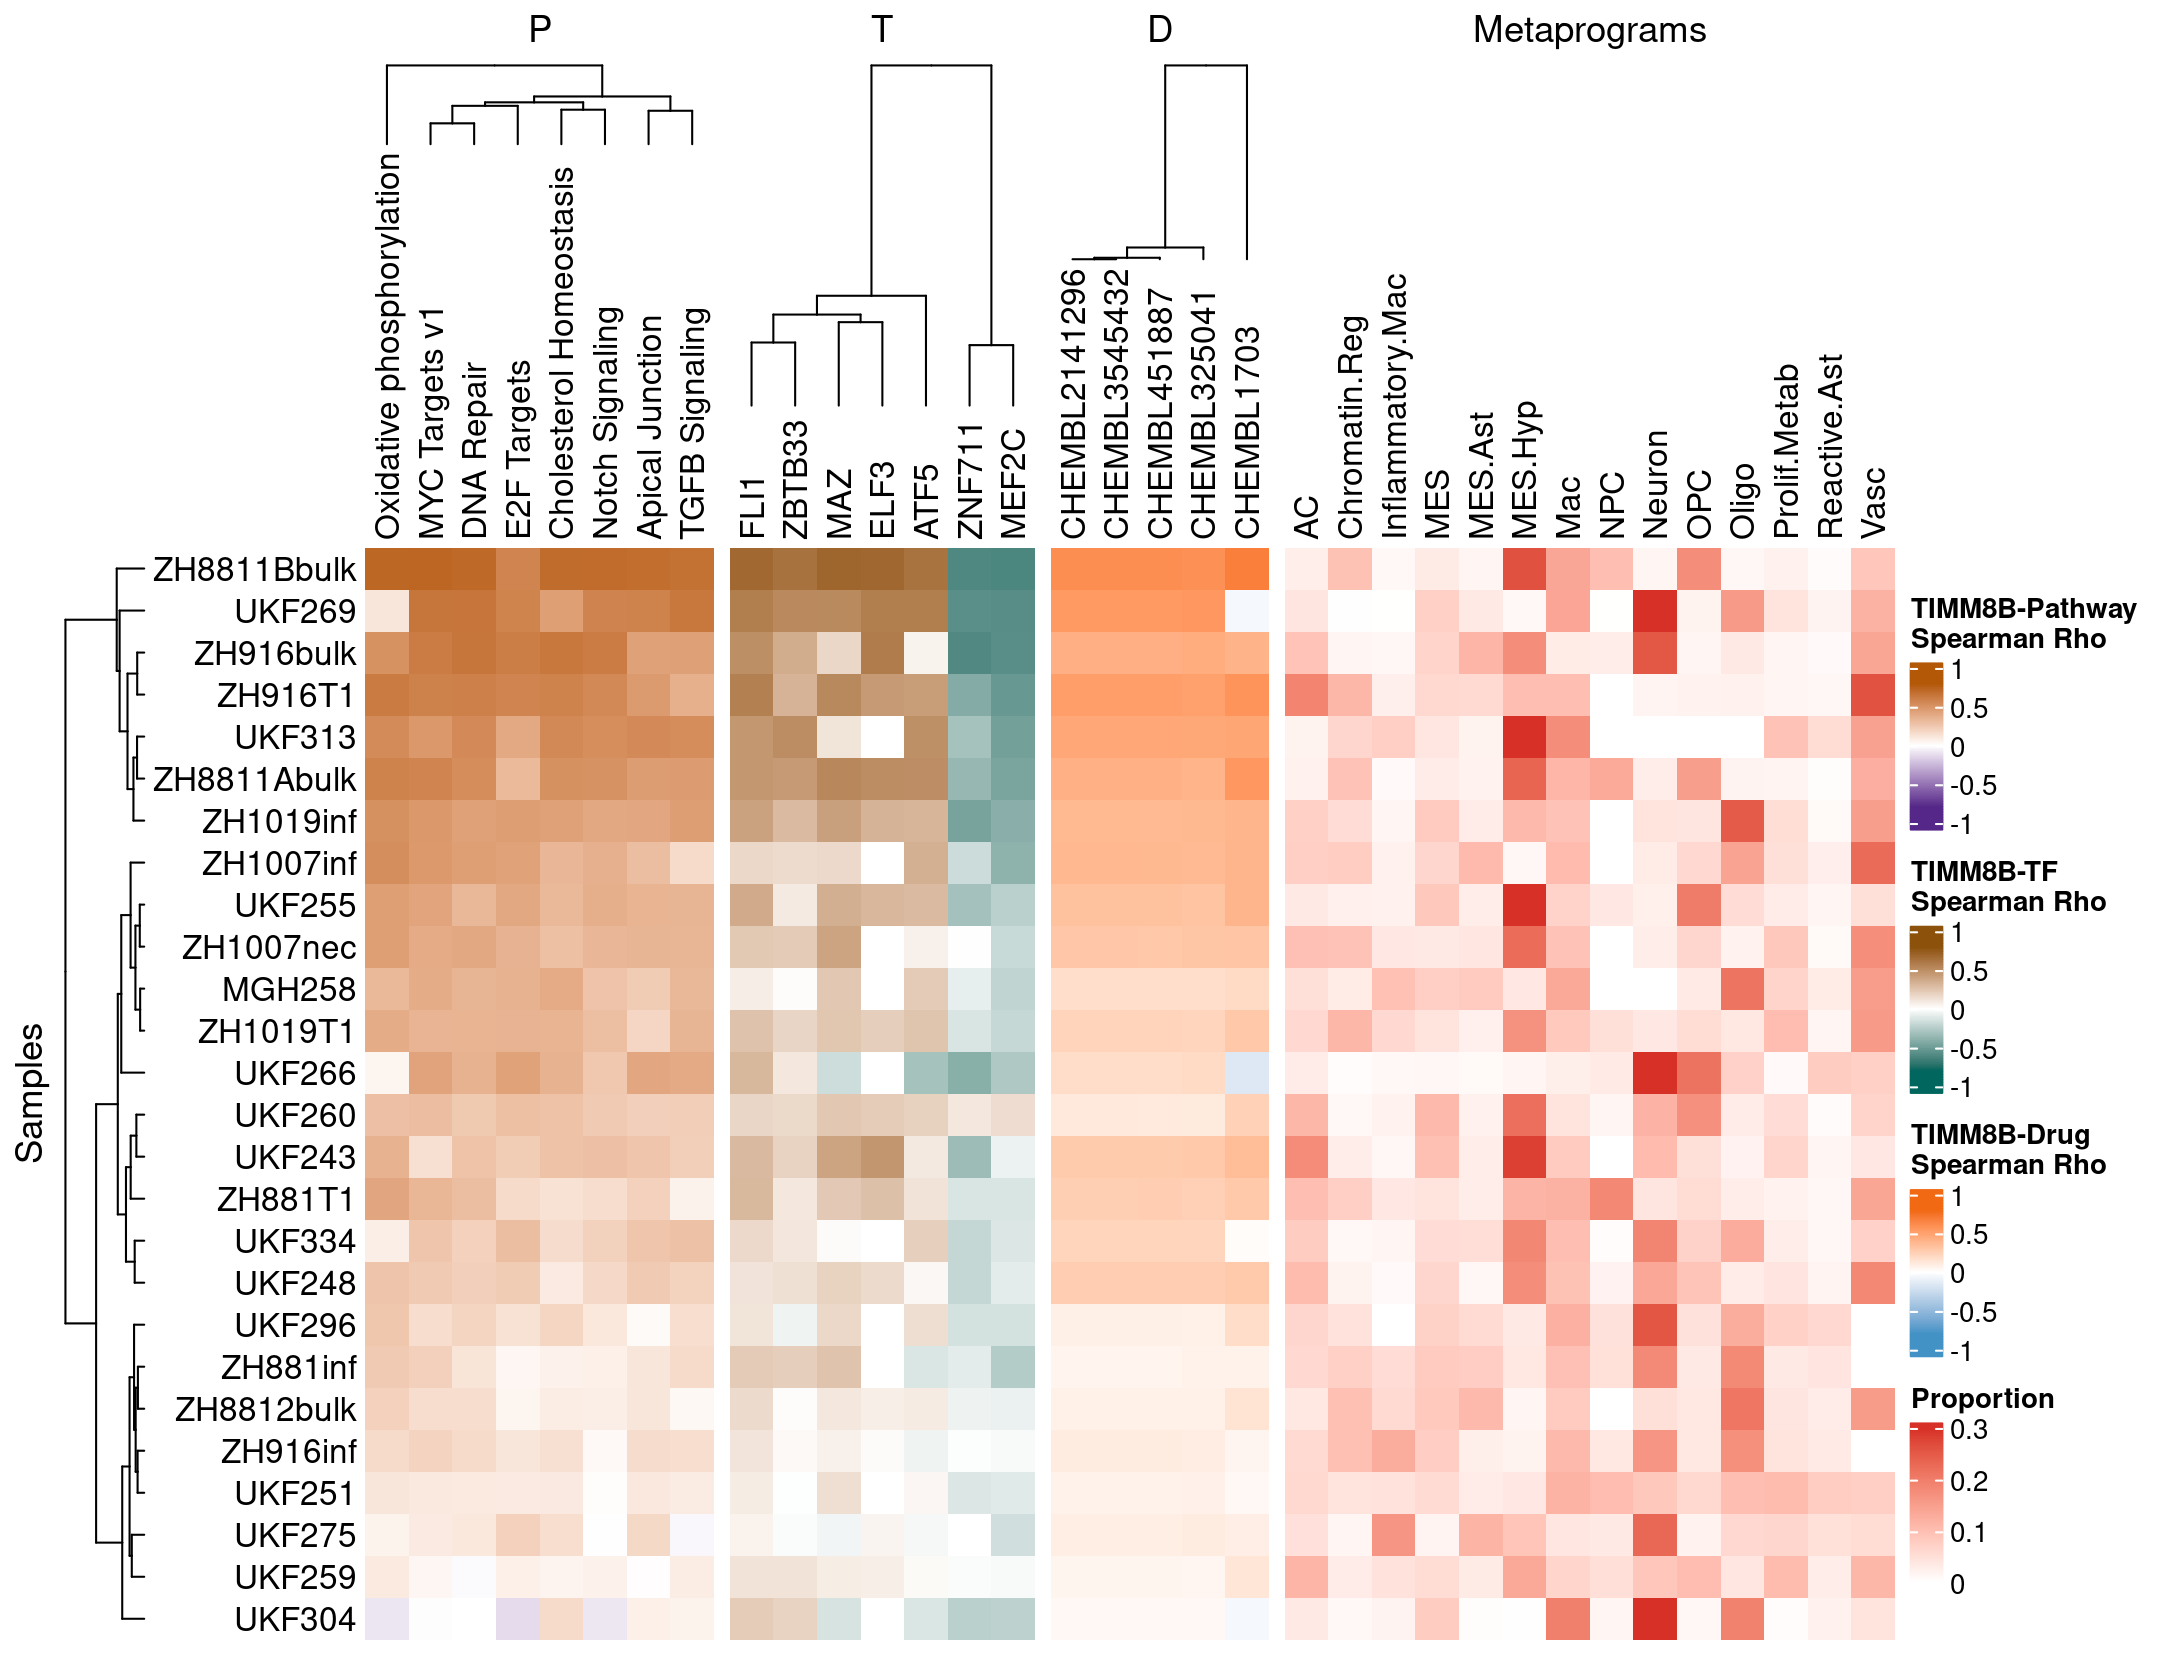 P
T
D
Metaprograms
Oxidative phosphorylation
MYC Targets v1
DNA Repair
E2F Targets
Cholesterol Homeostasis
Notch Signaling
Apical Junction
TGFB Signaling
FLI1
ZBTB33
MAZ
ELF3
ATF5
ZNF711
MEF2C
CHEMBL2141296
CHEMBL3545432
CHEMBL451887
CHEMBL325041
CHEMBL1703
AC
Chromatin.Reg
Inflammatory.Mac
MES
MES.Ast
MES.Hyp
Mac
NPC
Neuron
OPC
Oligo
Prolif.Metab
Reactive.Ast
Vasc
Samples
ZH8811Bbulk
UKF269
ZH916bulk
ZH916T1
UKF313
ZH8811Abulk
ZH1019inf
ZH1007inf
UKF255
ZH1007nec
MGH258
ZH1019T1
UKF266
UKF260
UKF243
ZH881T1
UKF334
UKF248
UKF296
ZH881inf
ZH8812bulk
ZH916inf
UKF251
UKF275
UKF259
UKF304
TIMM8B-Pathway
Spearman Rho
1
0.5
0
-0.5
-1
TIMM8B-TF
Spearman Rho
1
0.5
0
-0.5
-1
TIMM8B-Drug
Spearman Rho
1
0.5
0
-0.5
-1
Proportion
0.3
0.2
0.1
0